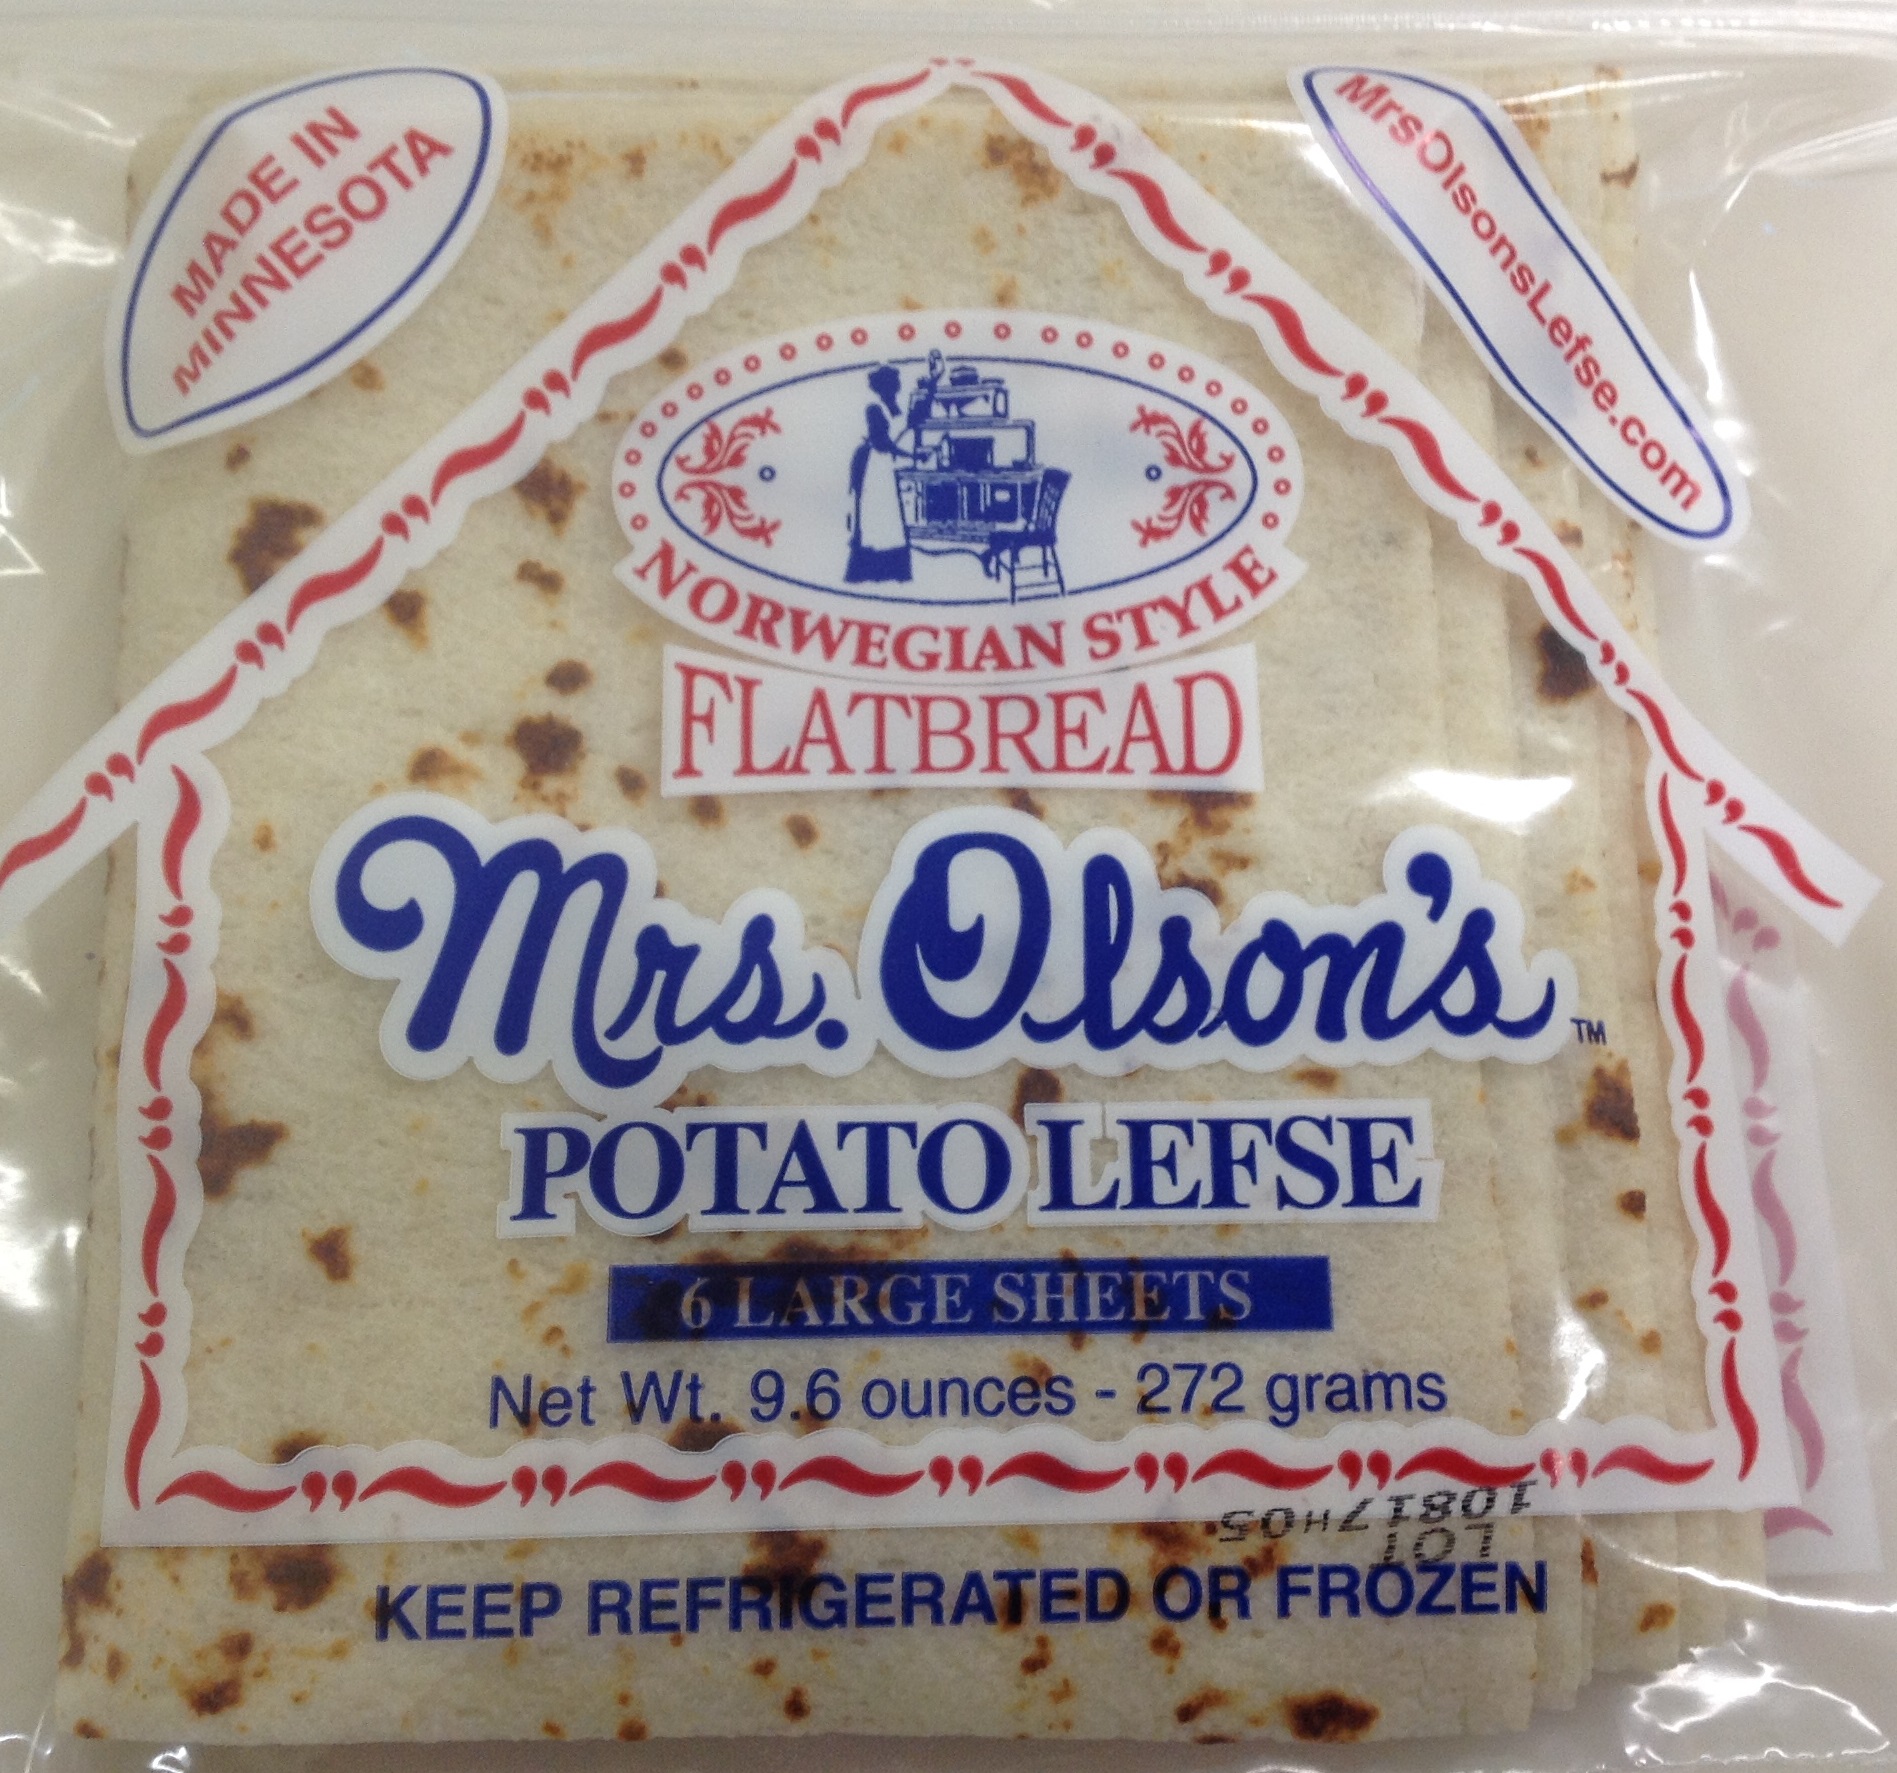 MADE IN
MINNESOTA
MrsOlsonsLefse.com
NORWEGIAN STYLE
FLATBREAD
Mrs. Olson's™
POTATO LEFSE
6 LARGE SHEETS
Net Wt. 9.6 ounces - 272 grams
LOT
10817H05
KEEP REFRIGERATED OR FROZEN